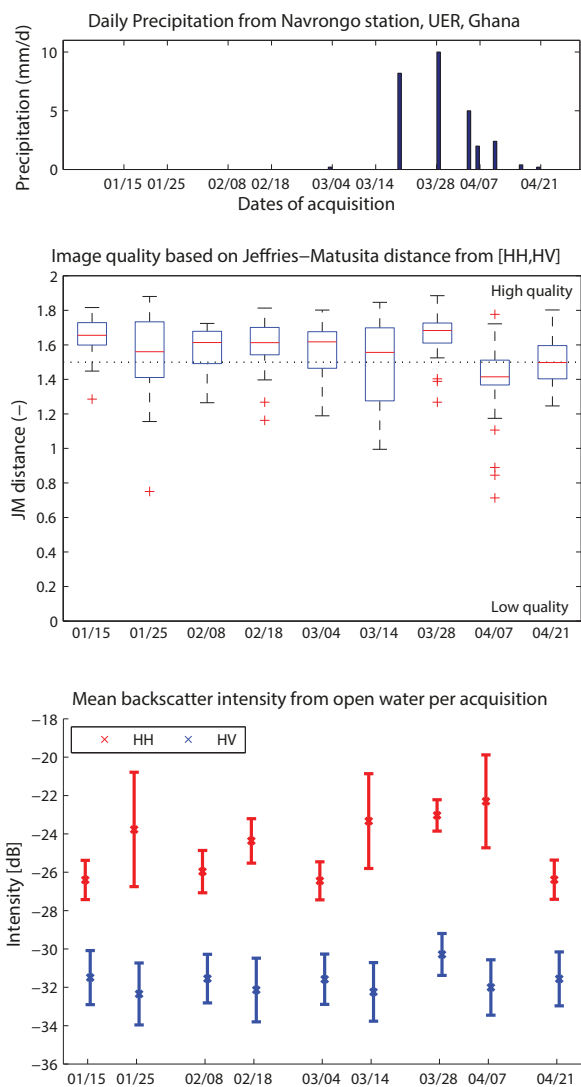 Daily Precipitation from Navrongo station, UER, Ghana
Precipitation (mm/d)
10
5
0
01/15 01/25 02/08 02/18 03/04 03/14 03/28 04/07 04/21
Dates of acquisition
Image quality based on Jeffries−Matusita distance from [HH,HV]
JM distance (−)
2
1.8
1.6
1.4
1.2
1
0.8
0.6
0.4
0.2
0
High quality
Low quality
01/15 01/25 02/08 02/18 03/04 03/14 03/28 04/07 04/21
Mean backscatter intensity from open water per acquisition
Intensity [dB]
−18
−20
−22
−24
−26
−28
−30
−32
−34
−36
HH HV
01/15 01/25 02/08 02/18 03/04 03/14 03/28 04/07 04/21